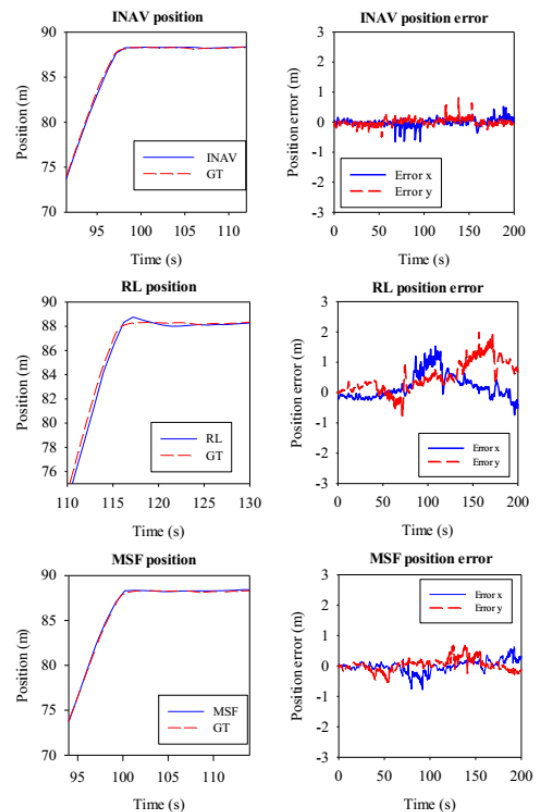 INAV position
Position (m)
90
85
80
75
70
INAV
GT
95
100
105
110
Time (s)
INAV position error
Position error (m)
3
2
1
0
-1
-2
-3
Error x
Error y
0
50
100
150
200
Time (s)
RL position
Position (m)
90
88
86
84
82
80
78
76
RL
GT
110
115
120
125
130
Time (s)
RL position error
Position error (m)
3
2
1
0
-1
-2
-3
Error x
Error y
0
50
100
150
200
Time (s)
MSF position
Position (m)
90
85
80
75
70
MSF
GT
95
100
105
110
Time (s)
MSF position error
Position error (m)
3
2
1
0
-1
-2
-3
Error x
Error y
0
50
100
150
200
Time (s)